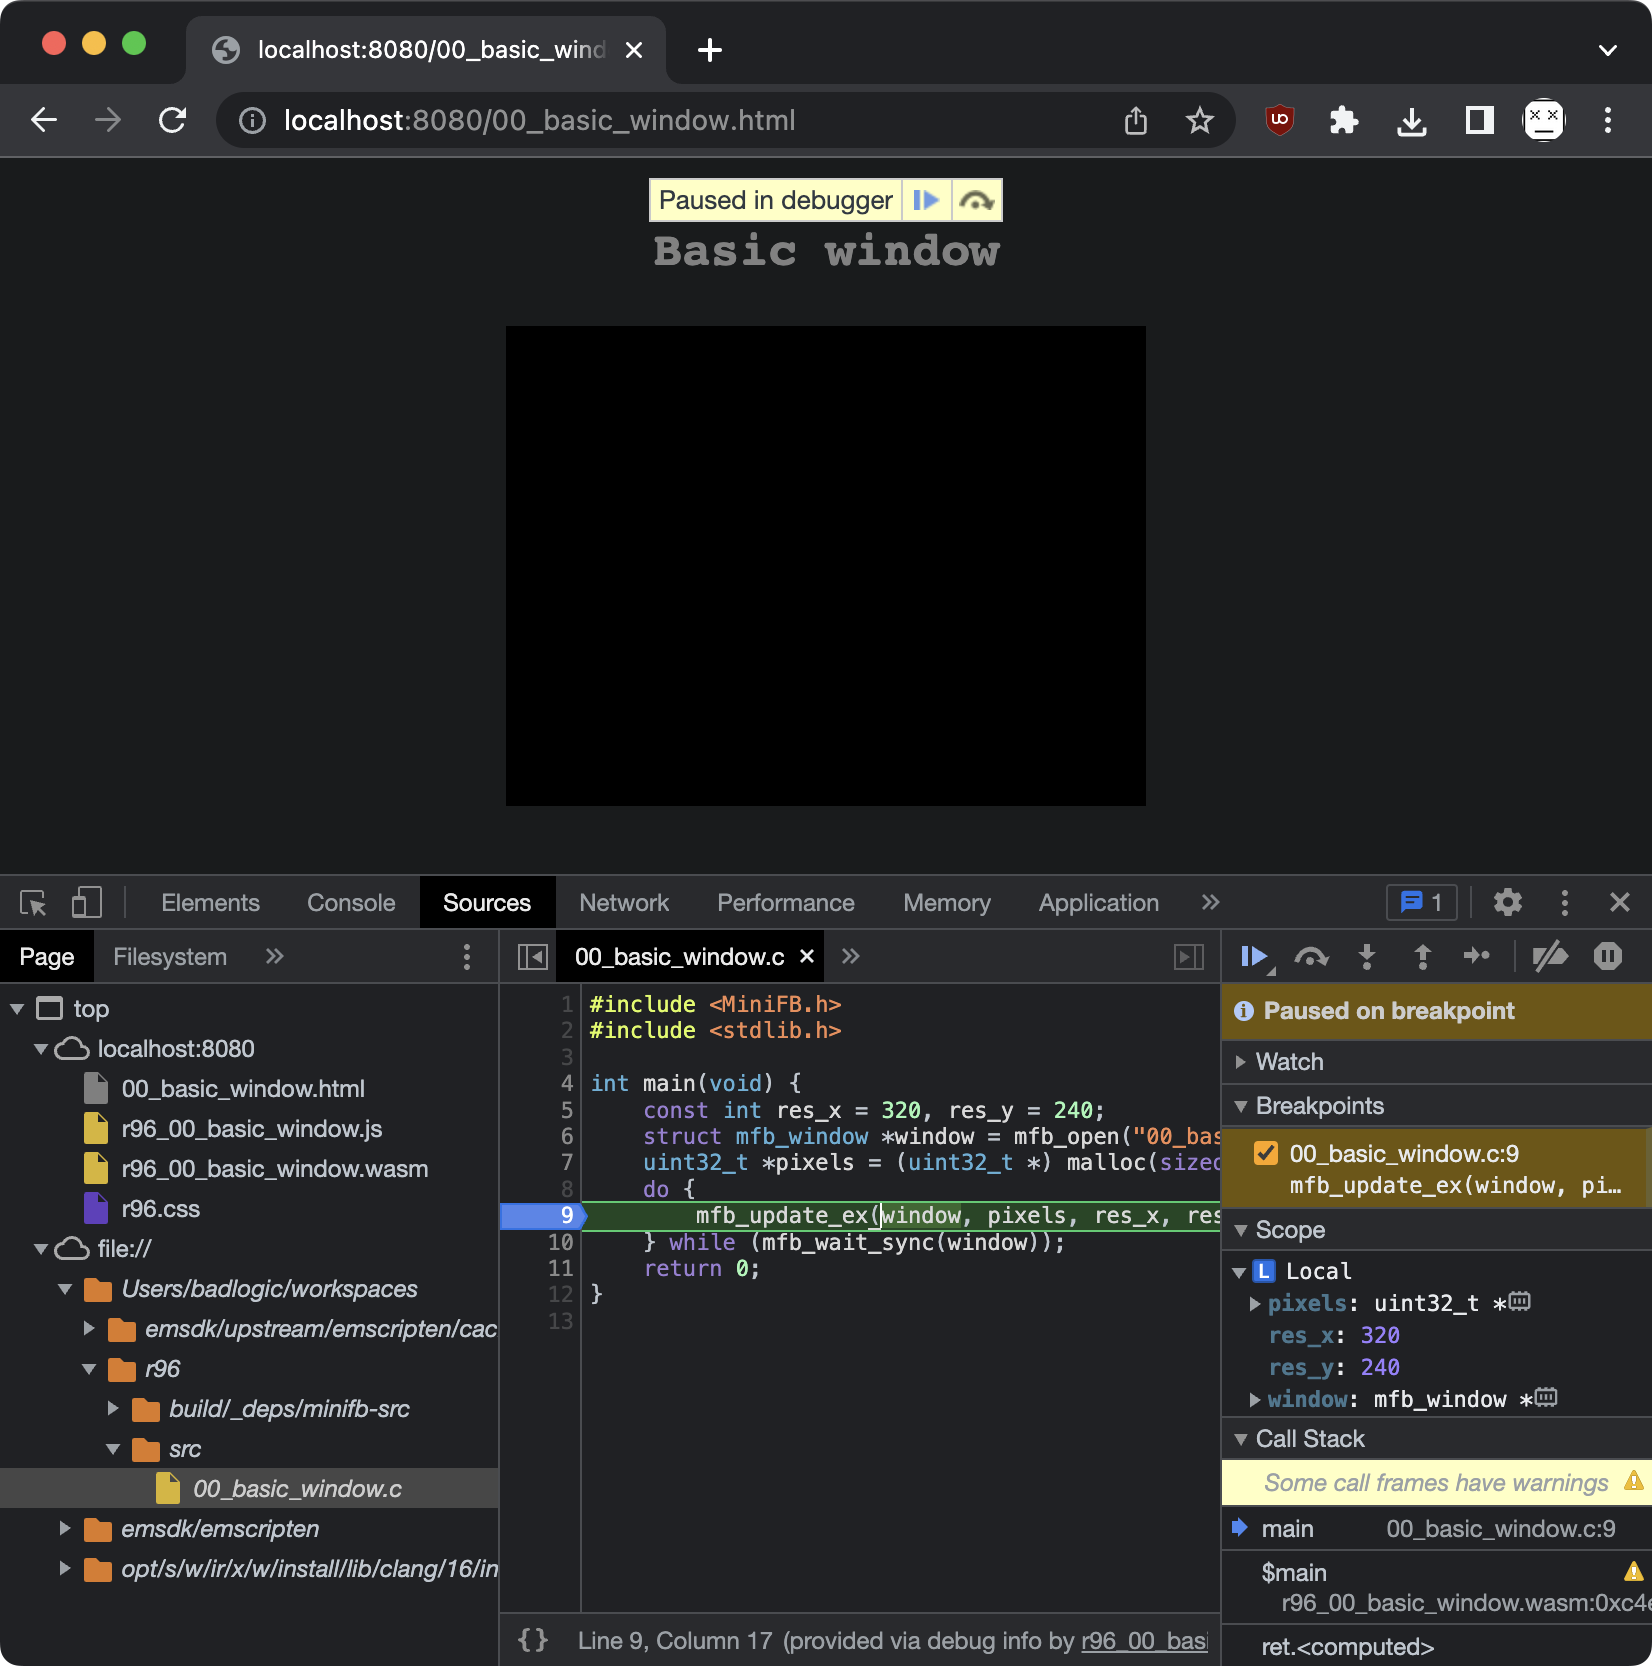 localhost:8080/00_basic_wind
localhost:8080/00_basic_window.html
Paused in debugger
Basic window
Elements Console Sources Network Performance Memory Application » 1
Page Filesystem »
top
localhost:8080
00_basic_window.html
r96_00_basic_window.js
r96_00_basic_window.wasm
r96.css
file://
Users/badlogic/workspaces
emsdk/upstream/emscripten/cac
r96
build/_deps/minifb-src
src
00_basic_window.c
emsdk/emscripten
opt/s/w/ir/x/w/install/lib/clang/16/in
00_basic_window.c × »
1 #include <MiniFB.h>
2 #include <stdlib.h>
3
4 int main(void) {
5 const int res_x = 320, res_y = 240;
6 struct mfb_window *window = mfb_open("00_bas
7 uint32_t *pixels = (uint32_t *) malloc(sizeo
8 do {
9 mfb_update_ex(window, pixels, res_x, res
10 } while (mfb_wait_sync(window));
11 return 0;
12 }
13
{} Line 9, Column 17 (provided via debug info by r96_00_basi
Paused on breakpoint
Watch
Breakpoints
00_basic_window.c:9
mfb_update_ex(window, pi…
Scope
L Local
pixels: uint32_t *
res_x: 320
res_y: 240
window: mfb_window *
Call Stack
Some call frames have warnings
main 00_basic_window.c:9
$main
r96_00_basic_window.wasm:0xc4e
ret.<computed>